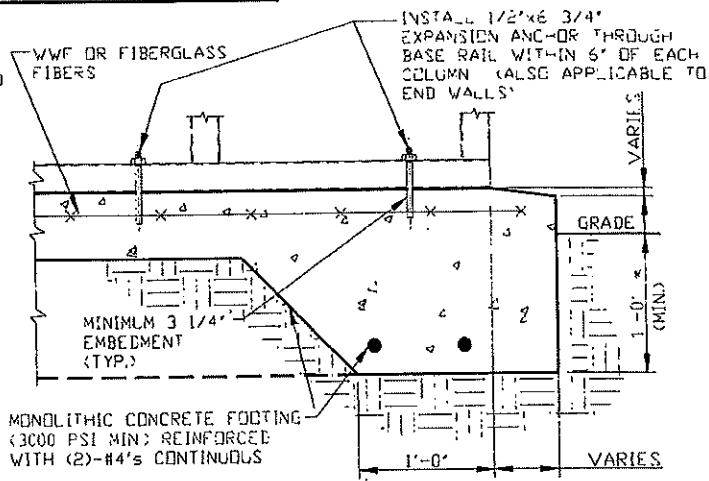 INSTALL 1/2"x6 3/4"
EXPANSION ANCHOR THROUGH
BASE RAIL WITHIN 6" OF EACH
COLUMN (ALSO APPLICABLE TO
END WALLS)
WWF OR FIBERGLASS
FIBERS
VARIES
GRADE
1'-0" *
(MIN.)
MINIMUM 3 1/4"
EMBEDMENT
(TYP.)
MONOLITHIC CONCRETE FOOTING
(3000 PSI MIN) REINFORCED
WITH (2)-#4's CONTINUOUS
1'-0"
VARIES